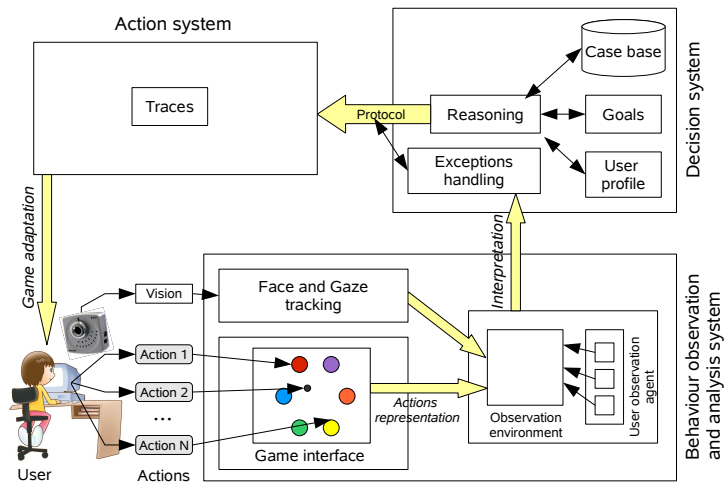 Action system
Traces
Protocol
Reasoning
Case base
Goals
Exceptions
handling
User
profile
Decision system
Game adaptation
Interpretation
Vision
Face and Gaze
tracking
Action 1
Action 2
...
Action N
Actions
User
Game interface
Actions
representation
Observation
environment
User observation
agent
Behaviour observation
and analysis system